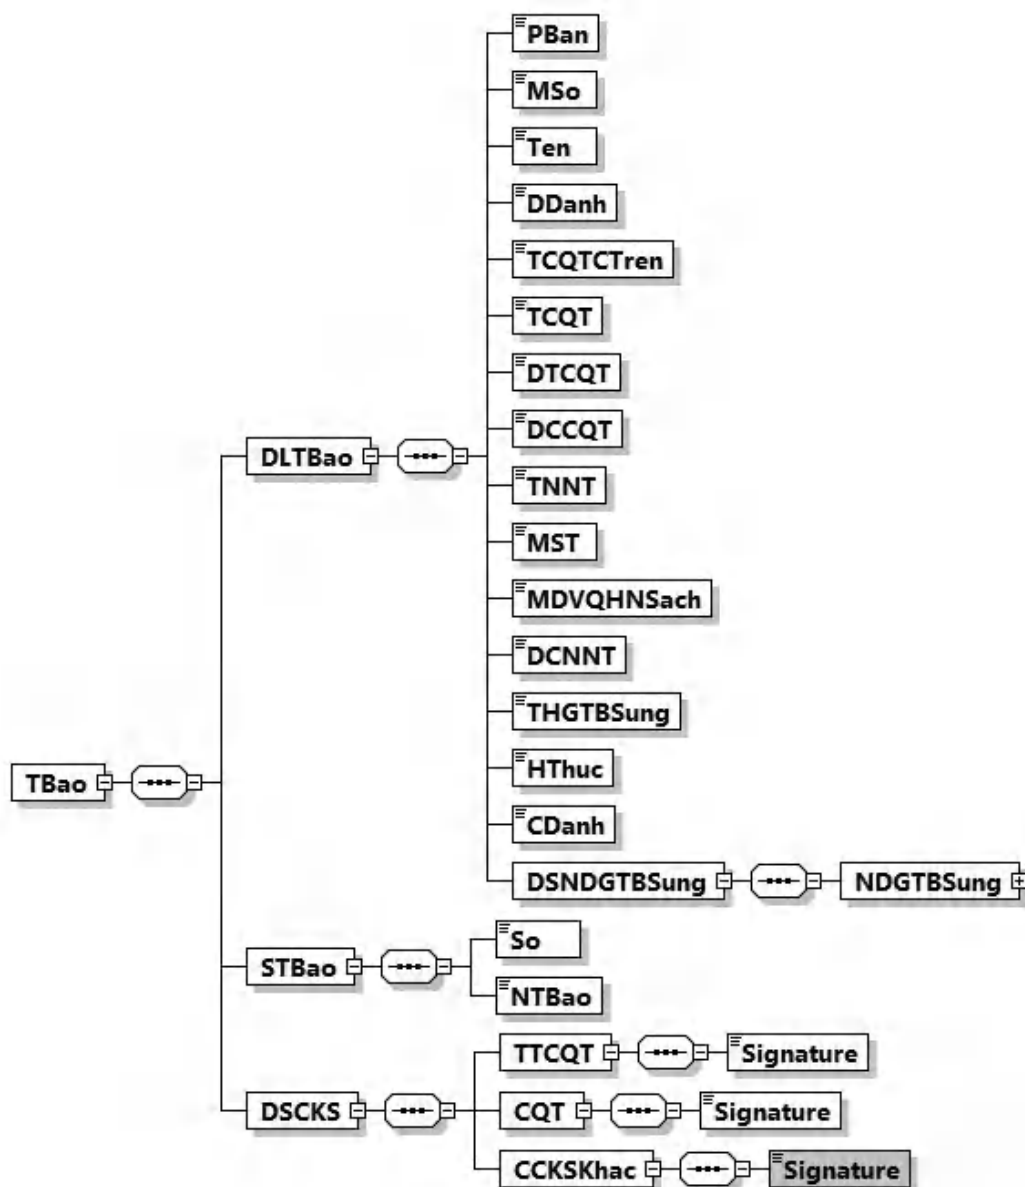 PBan
MSo
Ten
DDanh
TCQTCTren
TCQT
DTCQT
DCCQT
DLTBao
TNNT
MST
MDVQHNSach
DCNNT
THGTBSung
TBao
HThuc
CDanh
DSNDGTBSung NDGTBSung
So
STBao
NTBao
TTCQT Signature
DSCKS CQT Signature
CCKSKhac Signature